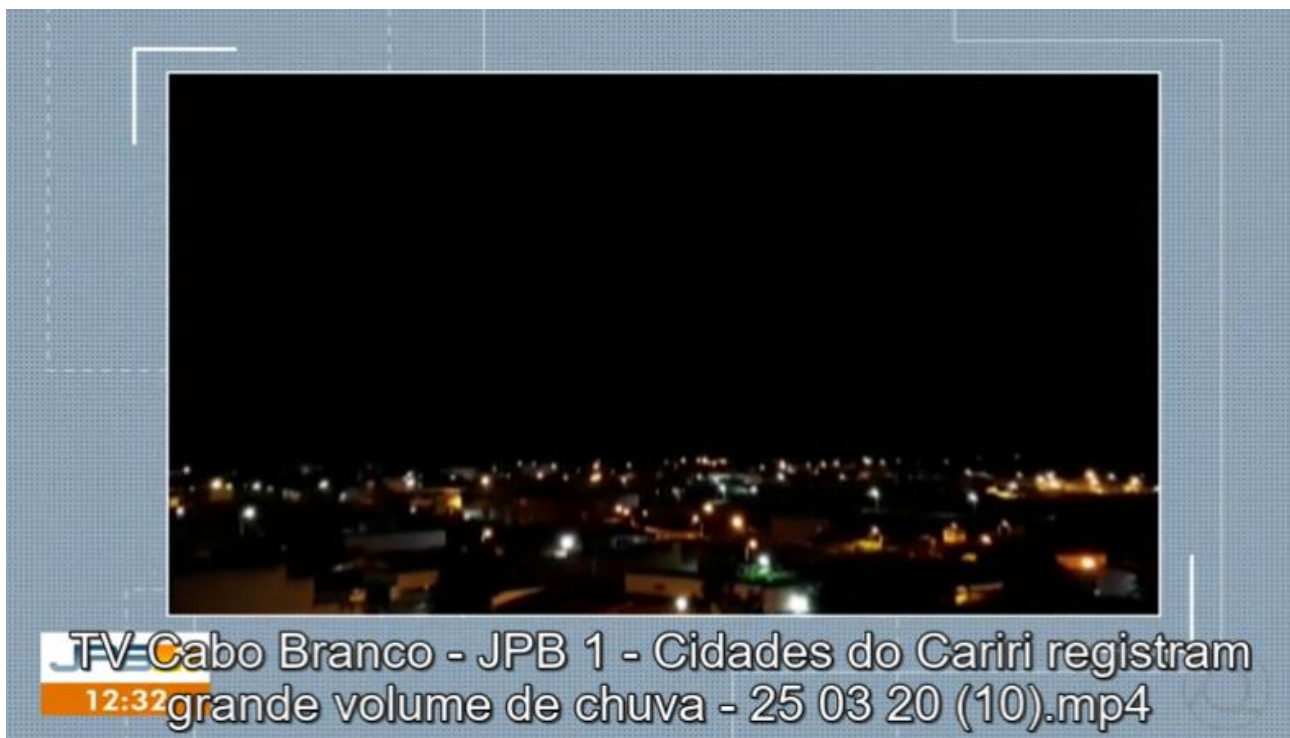 TV Cabo Branco - JPB 1 - Cidades do Cariri registram
12:32
grande volume de chuva - 25 03 20 (10).mp4